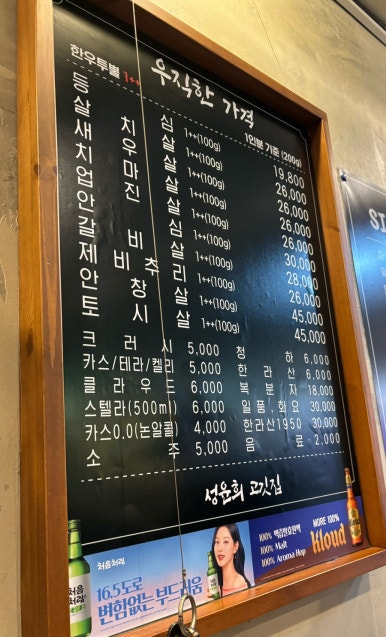 우직한 가격
한우투뿔 1++ 1인분 기준 (200g)
등심 1++(100g) 19,800
살치살 1++(100g) 26,000
새우살 1++(100g) 26,000
치마살 1++(100g) 26,000
업진살 1++(100g) 26,000
안심 1++(100g) 30,000
갈비살 1++(100g) 28,000
제비추리 1++(100g) 26,000
안창살 1++(100g) 45,000
토시살 1++(100g) 45,000
크러시 5,000 청하 6,000
카스/테라/켈리 5,000 한라산 6,000
클라우드 6,000 복분자 18,000
스텔라(500ml) 6,000 일품.화요 30,000
카스0.0(논알콜) 4,000 한라산1950 30,000
소주 5,000 음료 2,000
성윤희 고깃집
처음처럼
16.5도로
변함없는 부드러움
100% 맥즙발효원액
100% Malt
100% Aroma Hop
MORE 100%
Kloud